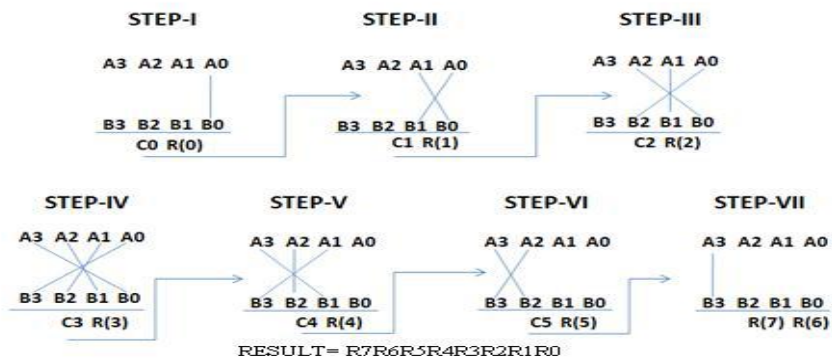 STEP-I STEP-II STEP-III
A3 A2 A1 A0 A3 A2 A1 A0 A3 A2 A1 A0
B3 B2 B1 B0 B3 B2 B1 B0 B3 B2 B1 B0
C0 R(0) C1 R(1) C2 R(2)
STEP-IV STEP-V STEP-VI STEP-VII
A3 A2 A1 A0 A3 A2 A1 A0 A3 A2 A1 A0 A3 A2 A1 A0
B3 B2 B1 B0 B3 B2 B1 B0 B3 B2 B1 B0 B3 B2 B1 B0
C3 R(3) C4 R(4) C5 R(5) R(7) R(6)
RESULT= R7R6R5R4R3R2R1R0